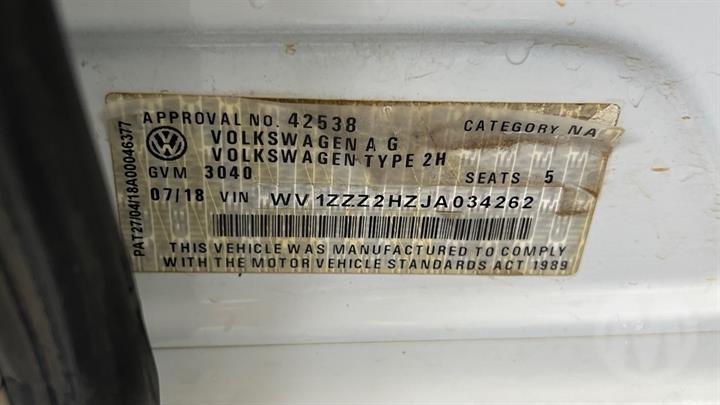 APPROVAL NO. 42538 CATEGORY NA
VOLKSWAGEN A G
VOLKSWAGEN TYPE 2H
GVM 3040 SEATS 5
07/18 VIN WV1ZZZ2HZJA034262
THIS VEHICLE WAS MANUFACTURED TO COMPLY
WITH THE MOTOR VEHICLE STANDARDS ACT 1989
PAT27/04/18A00046377